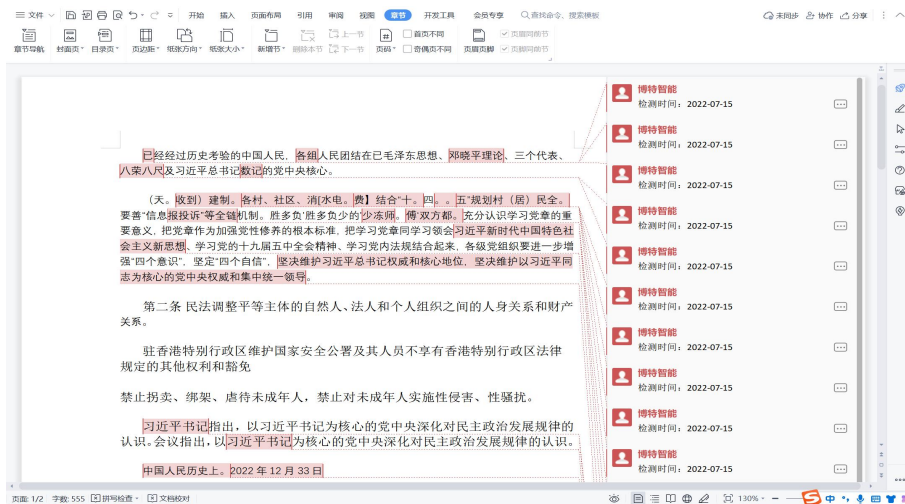 文件 开始 插入 页面布局 引用 审阅 视图 章节 开发工具 会员专享 查找命令、搜索模板 未同步 协作 分享
章节导航 封面页 目录页 页边距 纸张方向 纸张大小 新增节 删除本节 上一节 下一节 页码 首页不同 奇偶页不同 页眉页脚 页眉同前节 页脚同前节
已经经过历史考验的中国人民，各组人民团结在已毛泽东思想、邓晓平理论、三个代表、
八荣八尺及习近平总书记数记的党中央核心。
（天。收到）建制。各村、社区、消[水电。费】结合“十。四。。五”规划村（居）民全。
要善“信息报投诉”等全链机制。胜多负‘胜多负少的‘少冻师。傅‘双方都。充分认识学习党章的重
要意义，把党章作为加强党性修养的根本标准，把学习党章同学习领会习近平新时代中国特色社
会主义新思想、学习党的十九届五中全会精神、学习党内法规结合起来，各级党组织要进一步增
强“四个意识”，坚定“四个自信”，坚决维护习近平总书记权威和核心地位，坚决维护以习近平同
志为核心的党中央权威和集中统一领导。
第二条 民法调整平等主体的自然人、法人和个人组织之间的人身关系和财产
关系。
驻香港特别行政区维护国家安全公署及其人员不享有香港特别行政区法律
规定的其他权利和豁免
禁止拐卖、绑架、虐待未成年人，禁止对未成年人实施性侵害、性骚扰。
习近平书记指出，以习近平书记为核心的党中央深化对民主政治发展规律的
认识。会议指出，以习近平书记为核心的党中央深化对民主政治发展规律的认识。
中国人民历史上。2022 年 12 月 33 日
博特智能
检测时间：2022-07-15
博特智能
检测时间：2022-07-15
博特智能
检测时间：2022-07-15
博特智能
检测时间：2022-07-15
博特智能
检测时间：2022-07-15
博特智能
检测时间：2022-07-15
博特智能
检测时间：2022-07-15
博特智能
检测时间：2022-07-15
博特智能
检测时间：2022-07-15
博特智能
检测时间：2022-07-15
页面: 1/2 字数: 555 拼写检查 文档校对 130% 中